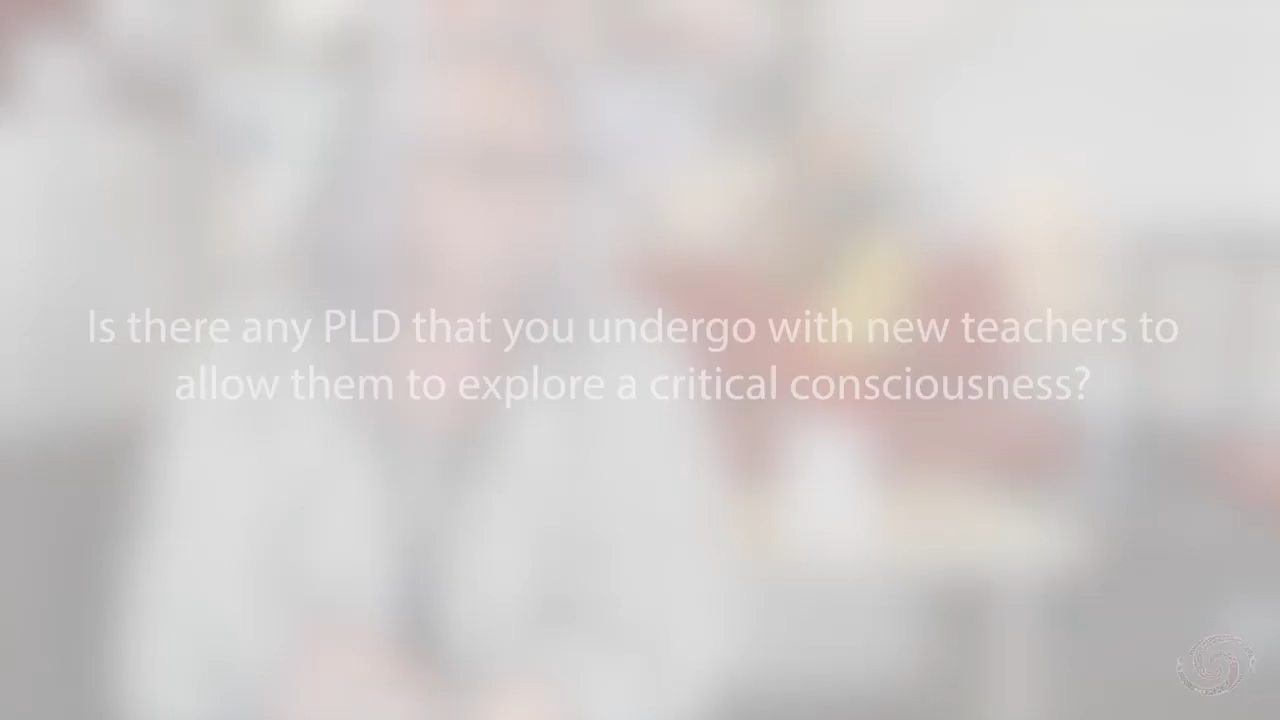 Is there any PLD that you undergo with new teachers to
allow them to explore a critical consciousness?